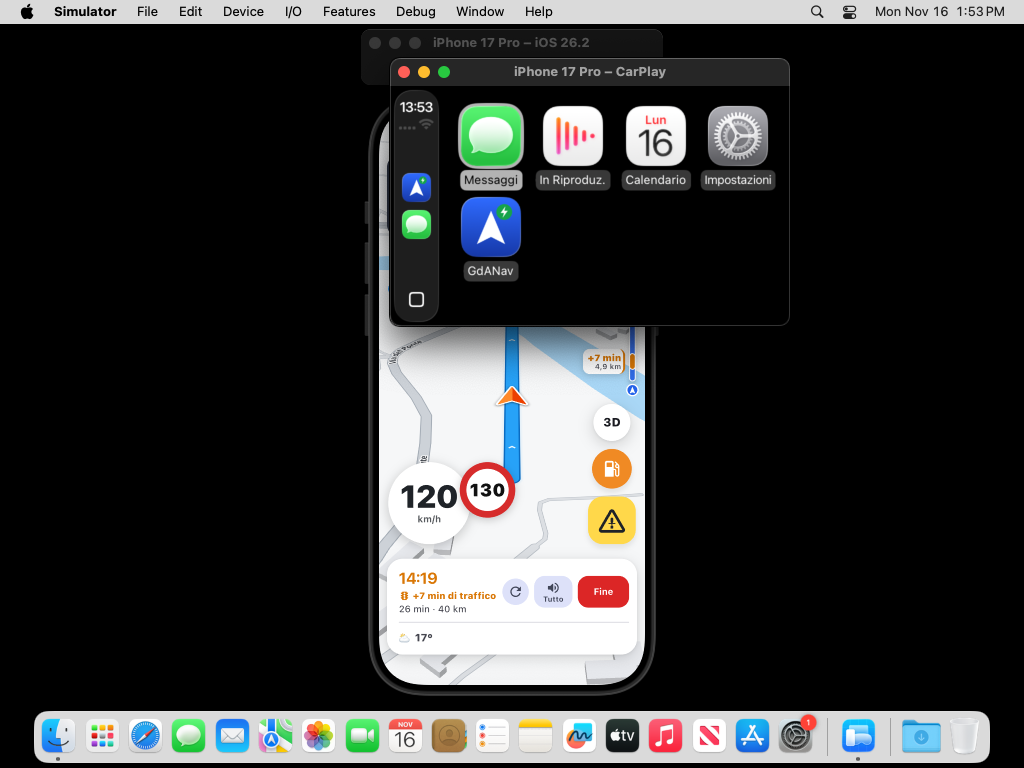 Simulator File Edit Device I/O Features Debug Window Help Mon Nov 16 1:53 PM
iPhone 17 Pro – iOS 26.2
iPhone 17 Pro – CarPlay
13:53
Messaggi
In Riproduz.
Lun
16
Calendario
Impostazioni
GdANav
+7 min
4,9 km
3D
120
km/h
130
14:19
+7 min di traffico
26 min · 40 km
Tutto
Fine
17°
NOV
16
tv
1